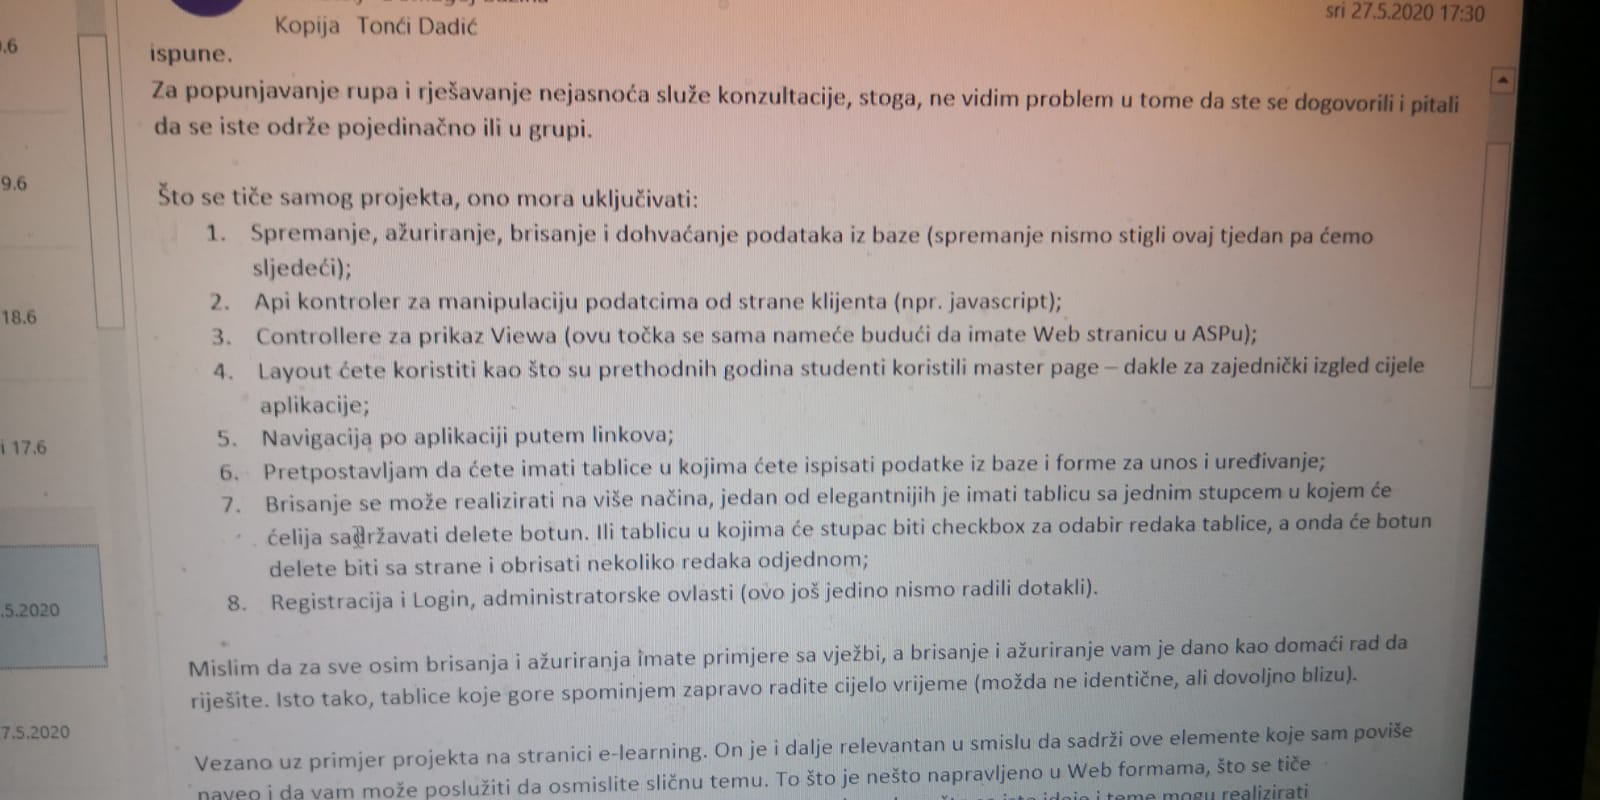 Kopija Tonći Dadić
sri 27.5.2020 17:30
ispune.
Za popunjavanje rupa i rješavanje nejasnoća služe konzultacije, stoga, ne vidim problem u tome da ste se dogovorili i pitali
da se iste održe pojedinačno ili u grupi.
Što se tiče samog projekta, ono mora uključivati:
1. Spremanje, ažuriranje, brisanje i dohvaćanje podataka iz baze (spremanje nismo stigli ovaj tjedan pa ćemo
sljedeći);
2. Api kontroler za manipulaciju podatcima od strane klijenta (npr. javascript);
3. Controllere za prikaz Viewa (ovu točka se sama nameće budući da imate Web stranicu u ASPu);
4. Layout ćete koristiti kao što su prethodnih godina studenti koristili master page – dakle za zajednički izgled cijele
aplikacije;
5. Navigacija po aplikaciji putem linkova;
6. Pretpostavljam da ćete imati tablice u kojima ćete ispisati podatke iz baze i forme za unos i uređivanje;
7. Brisanje se može realizirati na više načina, jedan od elegantnijih je imati tablicu sa jednim stupcem u kojem će
ćelija sadržavati delete botun. Ili tablicu u kojima će stupac biti checkbox za odabir redaka tablice, a onda će botun
delete biti sa strane i obrisati nekoliko redaka odjednom;
8. Registracija i Login, administratorske ovlasti (ovo još jedino nismo radili dotakli).
Mislim da za sve osim brisanja i ažuriranja imate primjere sa vježbi, a brisanje i ažuriranje vam je dano kao domaći rad da
riješite. Isto tako, tablice koje gore spominjem zapravo radite cijelo vrijeme (možda ne identične, ali dovoljno blizu).
Vezano uz primjer projekta na stranici e-learning. On je i dalje relevantan u smislu da sadrži ove elemente koje sam poviše
naveo i da vam može poslužiti da osmislite sličnu temu. To što je nešto napravljeno u Web formama, što se tiče
ideje i teme mogu realizirati
.6
9.6
18.6
i 17.6
.5.2020
7.5.2020